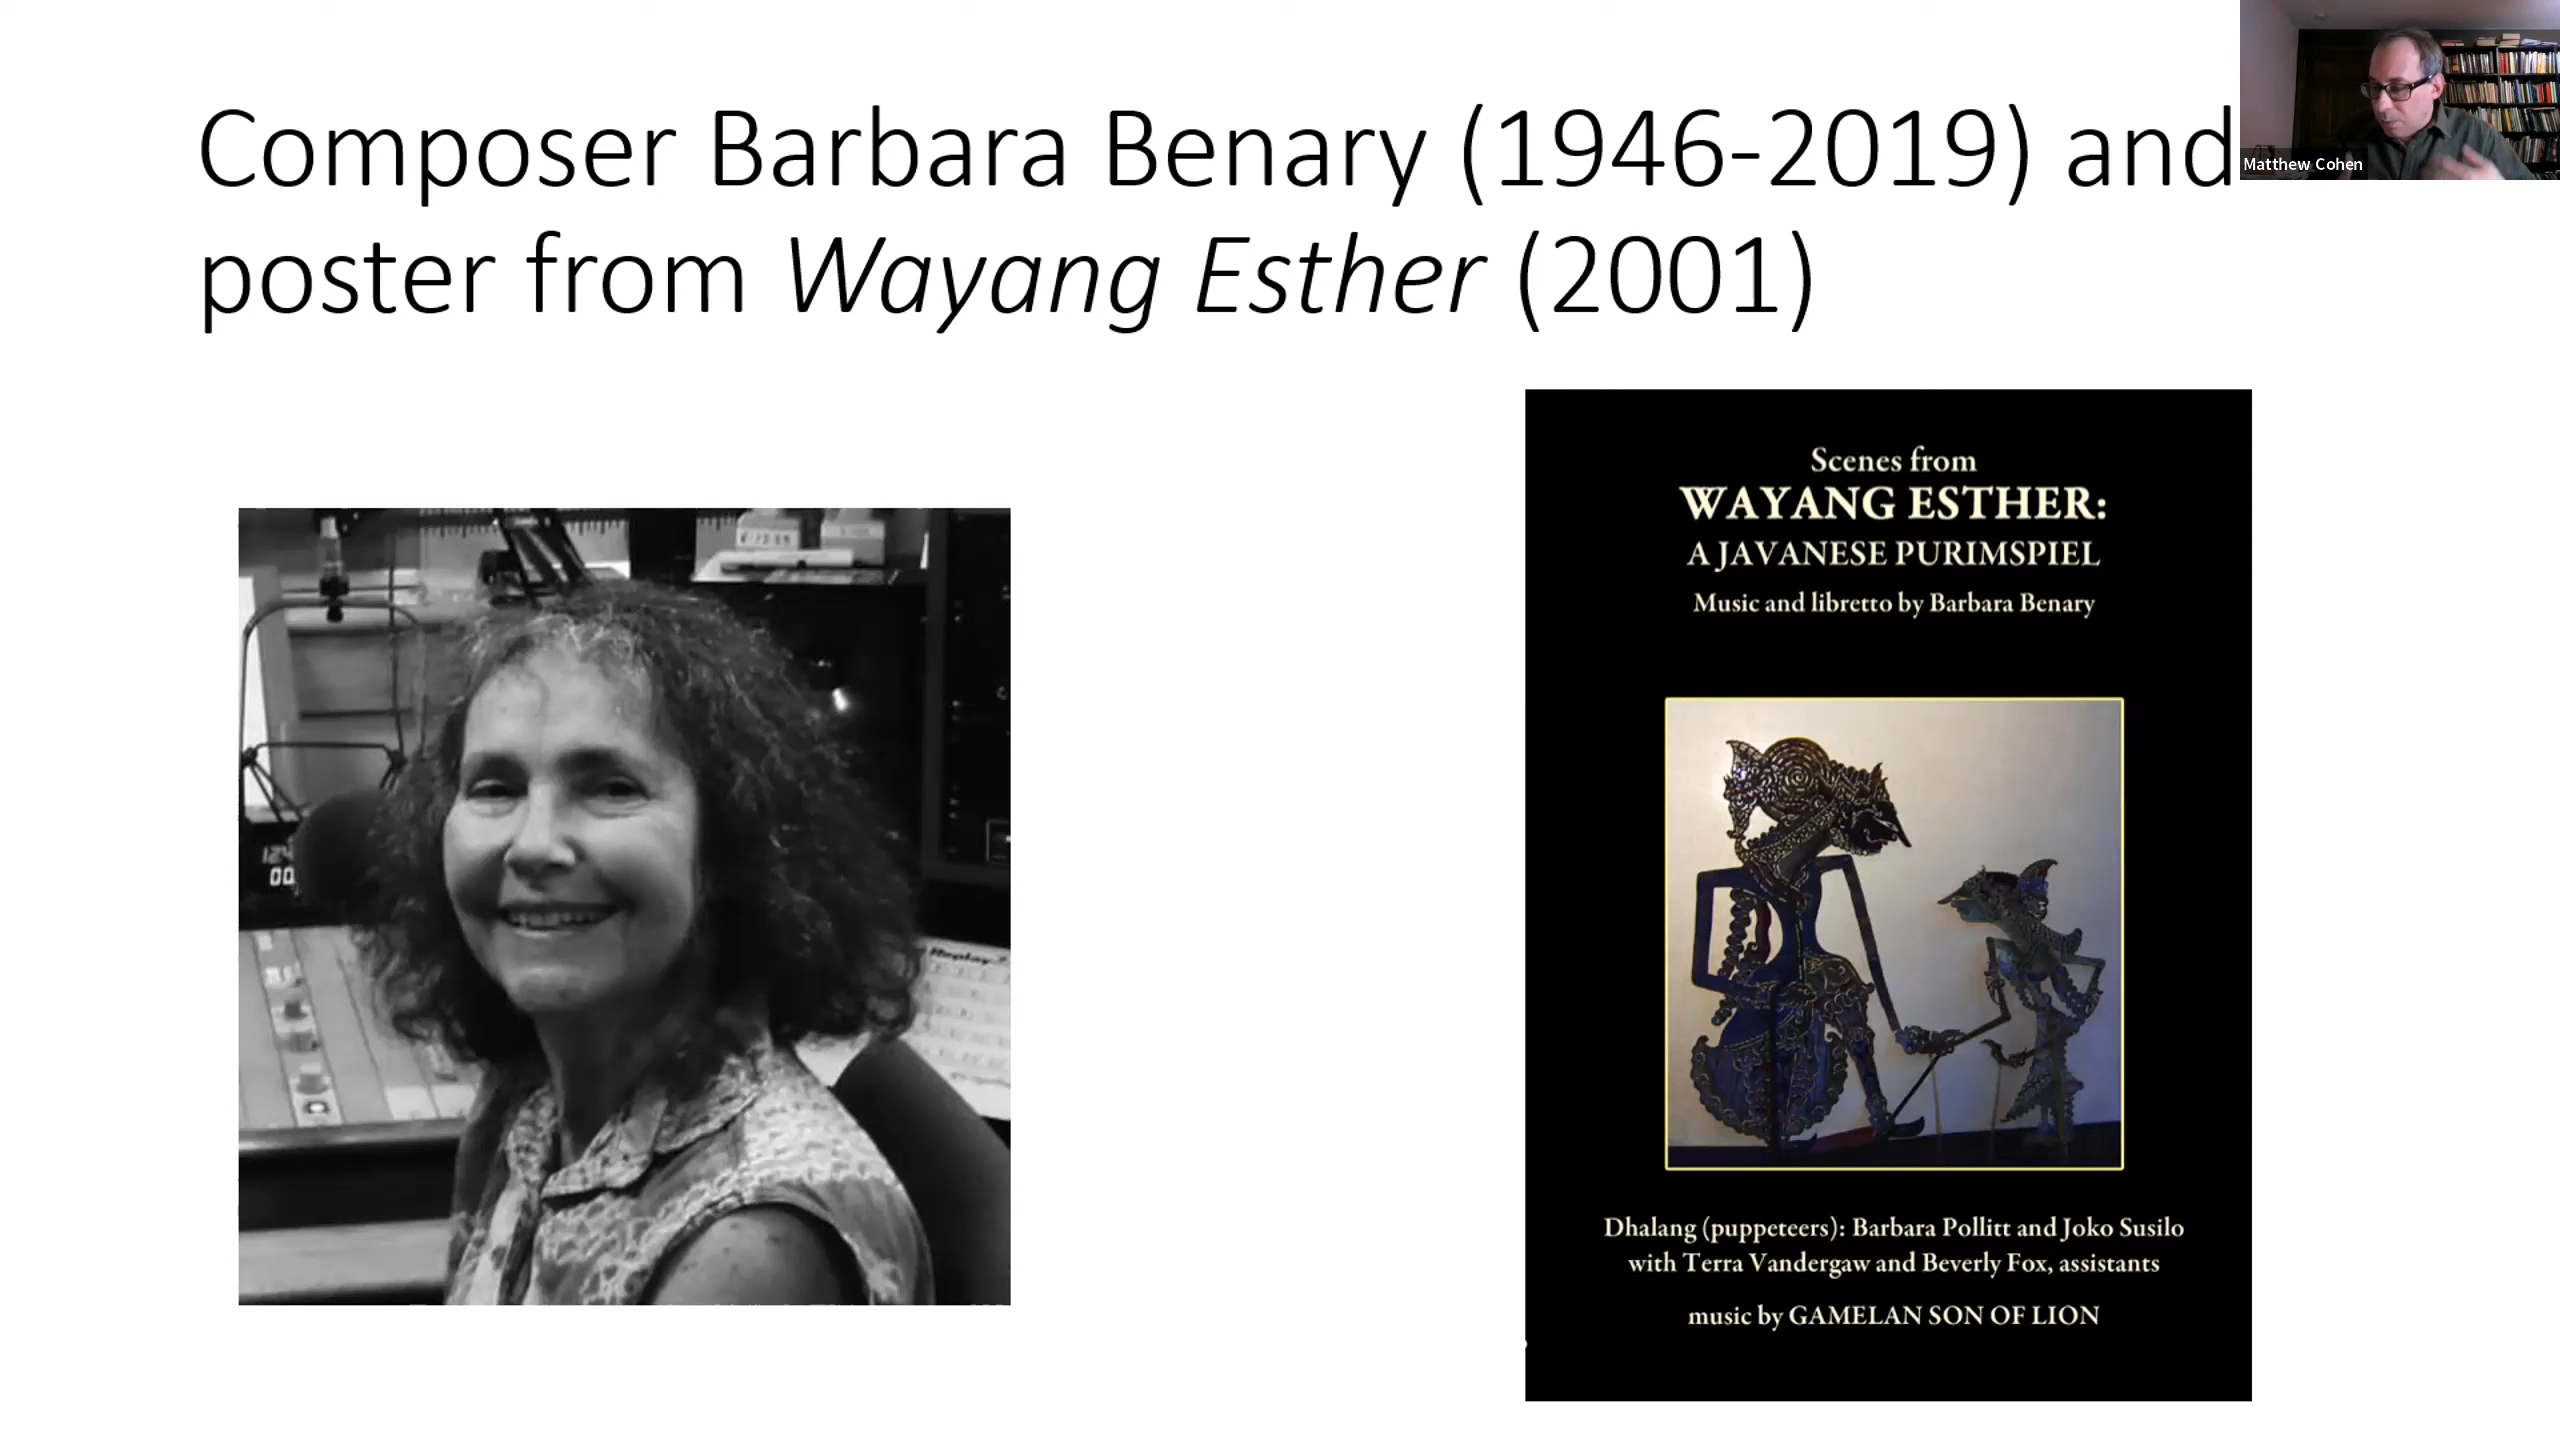 Composer Barbara Benary (1946-2019) and
poster from Wayang Esther (2001)
Matthew Cohen
Scenes from
WAYANG ESTHER:
A JAVANESE PURIMSPIEL
Music and libretto by Barbara Benary
Replay
Dhalang (puppeteers): Barbara Pollitt and Joko Susilo
with Terra Vandergaw and Beverly Fox, assistants
music by GAMELAN SON OF LION